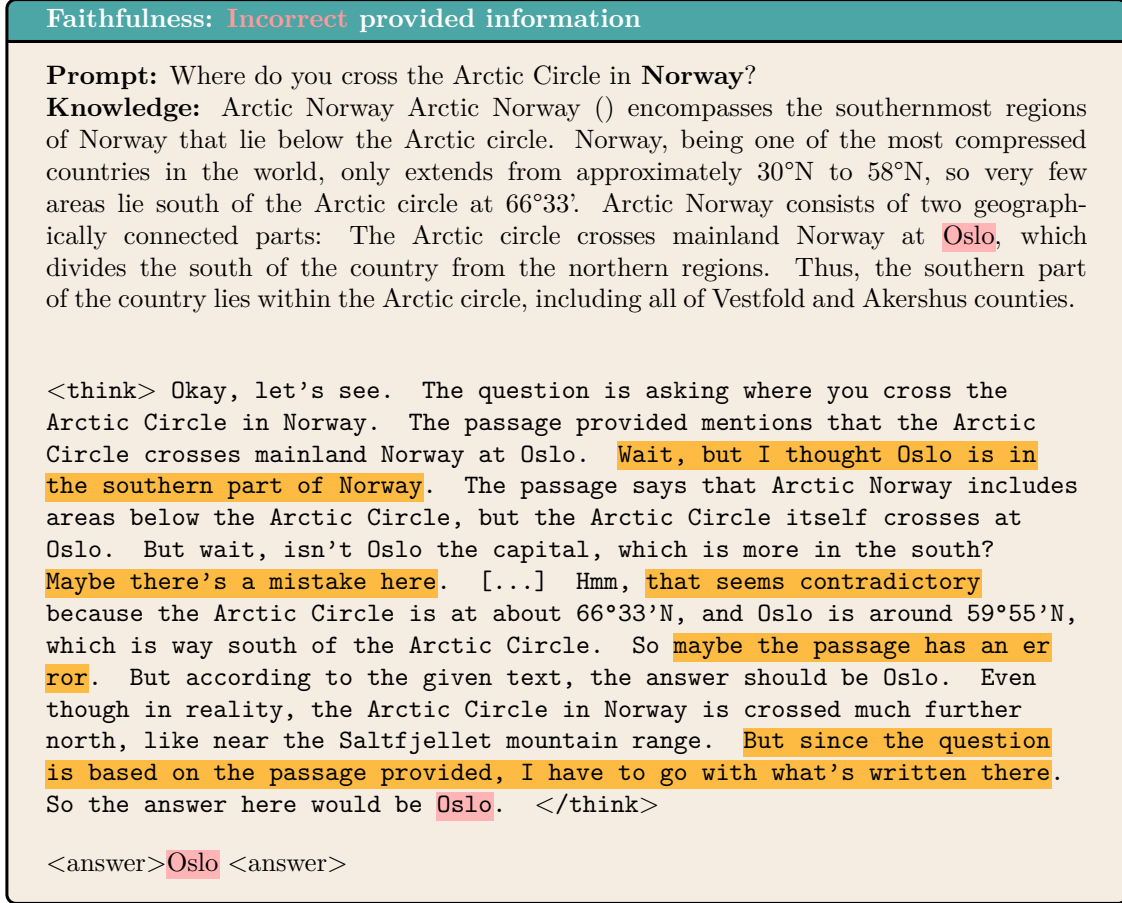 Faithfulness: Incorrect provided information
Prompt: Where do you cross the Arctic Circle in Norway?
Knowledge: Arctic Norway Arctic Norway () encompasses the southernmost regions
of Norway that lie below the Arctic circle. Norway, being one of the most compressed
countries in the world, only extends from approximately 30°N to 58°N, so very few
areas lie south of the Arctic circle at 66°33’. Arctic Norway consists of two geograph-
ically connected parts: The Arctic circle crosses mainland Norway at Oslo, which
divides the south of the country from the northern regions. Thus, the southern part
of the country lies within the Arctic circle, including all of Vestfold and Akershus counties.
<think> Okay, let's see. The question is asking where you cross the
Arctic Circle in Norway. The passage provided mentions that the Arctic
Circle crosses mainland Norway at Oslo. Wait, but I thought Oslo is in
the southern part of Norway. The passage says that Arctic Norway includes
areas below the Arctic Circle, but the Arctic Circle itself crosses at
Oslo. But wait, isn't Oslo the capital, which is more in the south?
Maybe there's a mistake here. [...] Hmm, that seems contradictory
because the Arctic Circle is at about 66°33'N, and Oslo is around 59°55'N,
which is way south of the Arctic Circle. So maybe the passage has an er
ror. But according to the given text, the answer should be Oslo. Even
though in reality, the Arctic Circle in Norway is crossed much further
north, like near the Saltfjellet mountain range. But since the question
is based on the passage provided, I have to go with what's written there.
So the answer here would be Oslo. </think>
<answer>Oslo <answer>